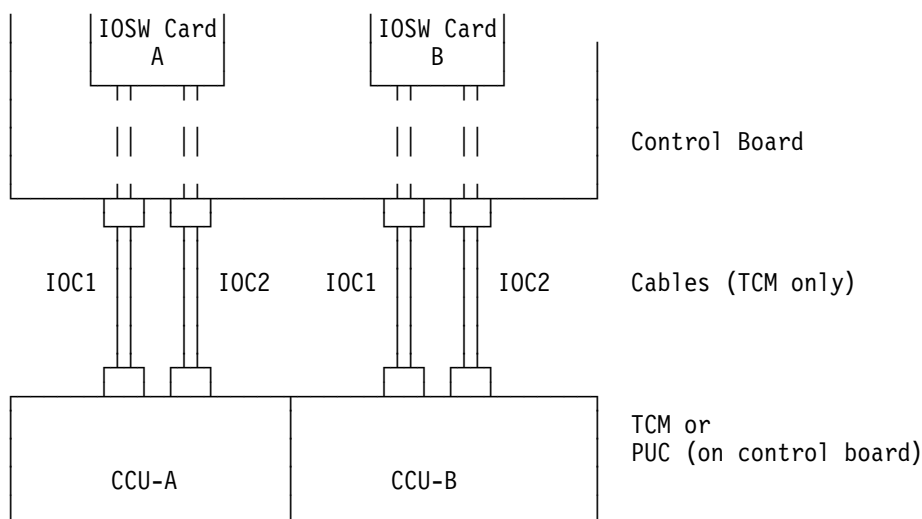 IOSW Card
A
IOSW Card
B
Control Board
IOC1
IOC2
IOC1
IOC2
Cables (TCM only)
TCM or
PUC (on control board)
CCU-A
CCU-B